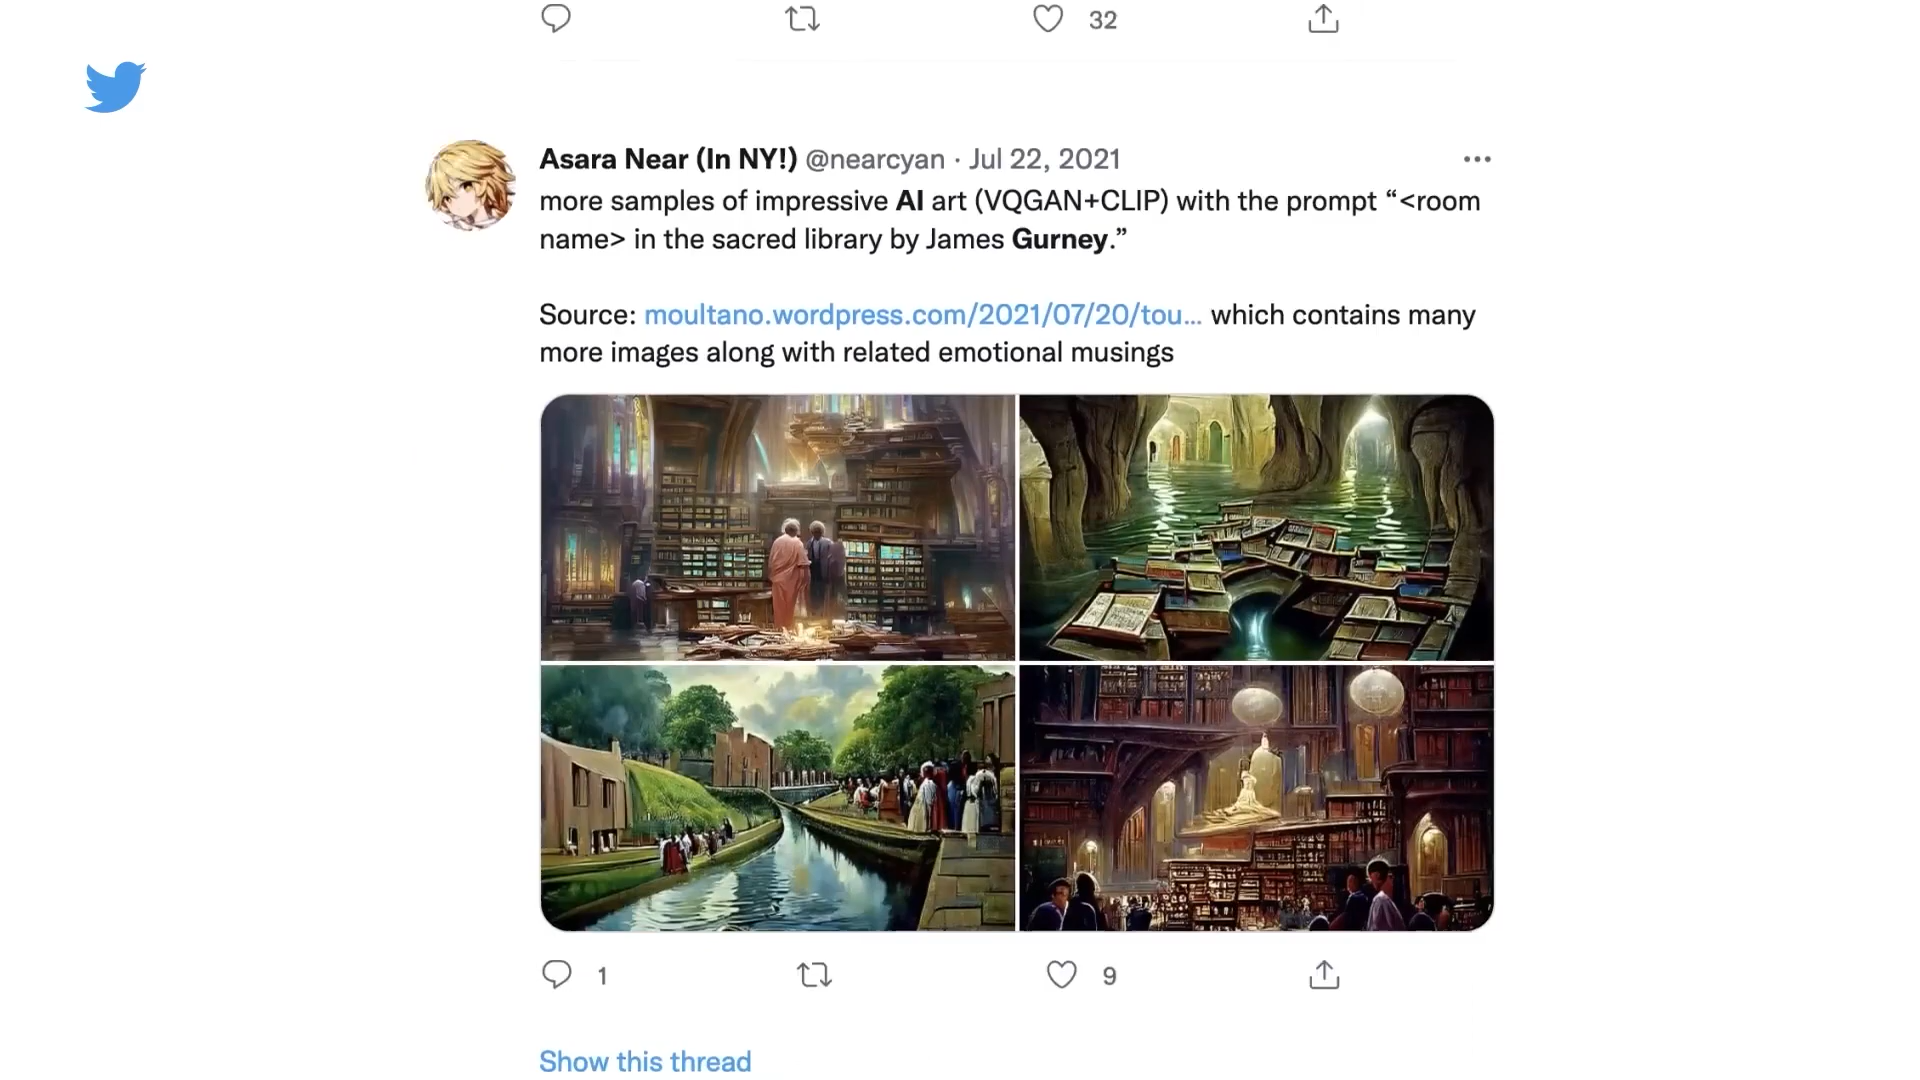 32
Asara Near (In NY!) @nearcyan · Jul 22, 2021
more samples of impressive AI art (VQGAN+CLIP) with the prompt “<room
name> in the sacred library by James Gurney.”
Source: moultano.wordpress.com/2021/07/20/tou... which contains many
more images along with related emotional musings
1 9
Show this thread